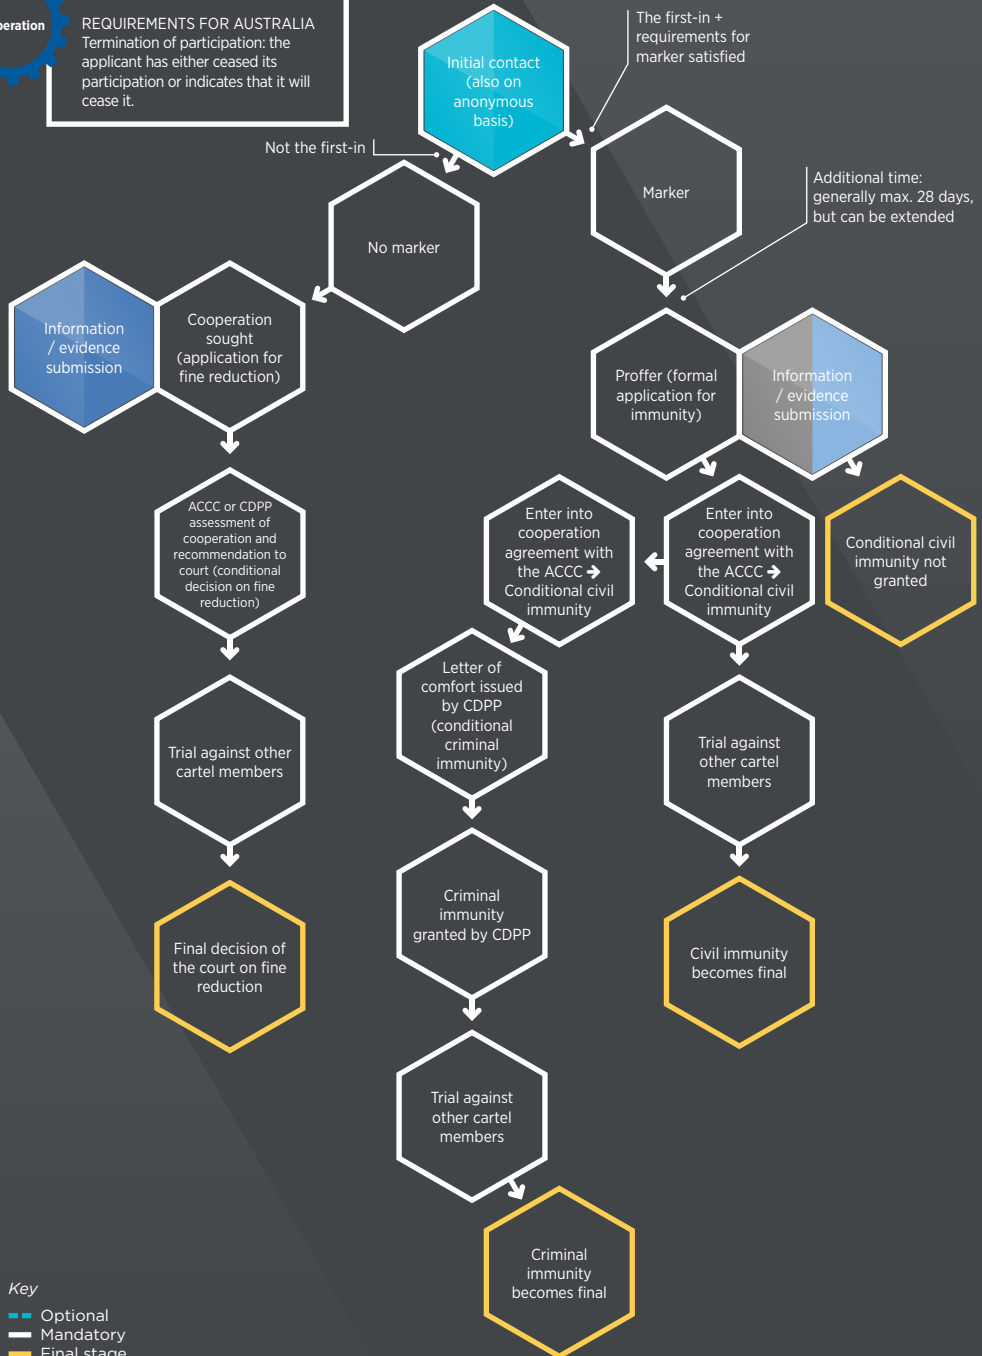 REQUIREMENTS FOR AUSTRALIA
Termination of participation: the
applicant has either ceased its
participation or indicates that it will
cease it.
Initial contact
(also on
anonymous
basis)
The first-in +
requirements for
marker satisfied
Not the first-in
Marker
Additional time:
generally max. 28 days,
but can be extended
No marker
Information
/ evidence
submission
Cooperation
sought
(application for
fine reduction)
Proffer (formal
application for
immunity)
Information
/ evidence
submission
ACCC or CDPP
assessment of
cooperation and
recommendation to
court (conditional
decision on fine
reduction)
Enter into
cooperation
agreement with
the ACCC →
Conditional civil
immunity
Enter into
cooperation
agreement with
the ACCC →
Conditional civil
immunity
Conditional civil
immunity not
granted
Letter of
comfort issued
by CDPP
(conditional
criminal
immunity)
Trial against other
cartel members
Trial against
other cartel
members
Criminal
immunity
granted by CDPP
Final decision of
the court on fine
reduction
Civil immunity
becomes final
Trial against
other cartel
members
Criminal
immunity
becomes final
Key
Optional
Mandatory
Final stage